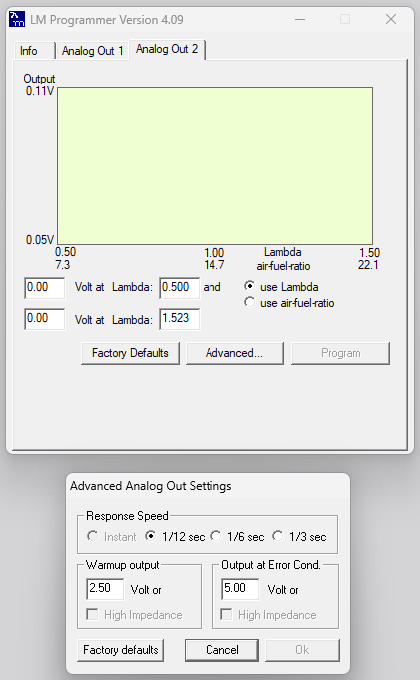 LM Programmer Version 4.09
Info Analog Out 1 Analog Out 2
Output
0.11V
0.05V
0.50 1.00 Lambda 1.50
7.3 14.7 air-fuel-ratio 22.1
0.00 Volt at Lambda: 0.500 and use Lambda
use air-fuel-ratio
0.00 Volt at Lambda: 1.523
Factory Defaults Advanced... Program
Advanced Analog Out Settings
Response Speed
Instant 1/12 sec 1/6 sec 1/3 sec
Warmup output Output at Error Cond.
2.50 Volt or 5.00 Volt or
High Impedance High Impedance
Factory defaults Cancel Ok